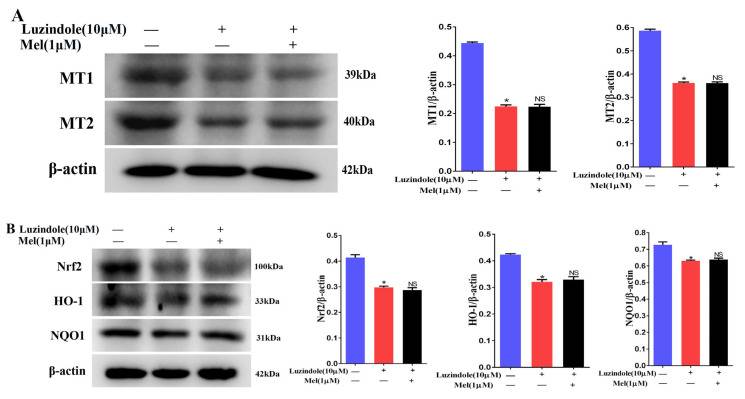 A
Luzindole(10μM) — + +
Mel(1μM) — — +
MT1 39kDa
MT2 40kDa
β-actin 42kDa
MT1/β-actin
0.5
0.4
0.3
0.2
0.1
0.0
*
NS
Luzindole(10μM) — + +
Mel(1μM) — — +
MT2/β-actin
0.6
0.4
0.2
0.0
*
NS
Luzindole(10μM) — + +
Mel(1μM) — — +
B
Luzindole(10μM) — + +
Mel(1μM) — — +
Nrf2 100kDa
HO-1 33kDa
NQO1 31kDa
β-actin 42kDa
Nrf2/β-actin
0.5
0.4
0.3
0.2
0.1
0.0
*
NS
Luzindole(10μM) — + +
Mel(1μM) — — +
HO-1/β-actin
0.5
0.4
0.3
0.2
0.1
0.0
*
NS
Luzindole(10μM) — + +
Mel(1μM) — — +
NQO1/β-actin
0.8
0.7
0.6
0.5
0.4
0.3
0.2
0.1
0.0
*
NS
Luzindole(10μM) — + +
Mel(1μM) — — +